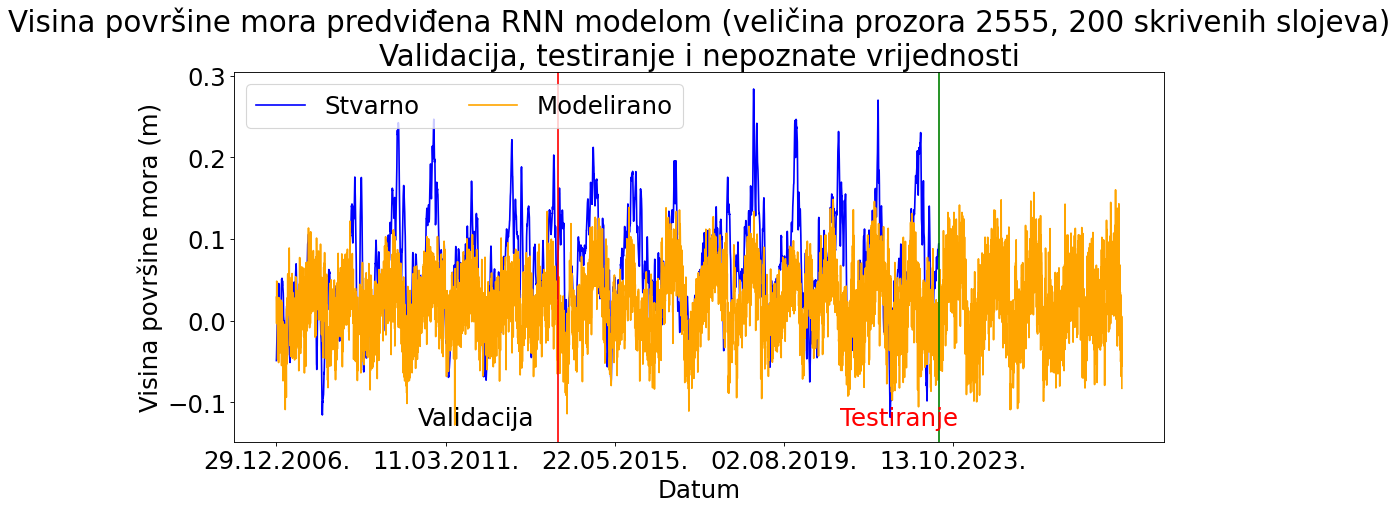 Visina površine mora predviđena RNN modelom (veličina prozora 2555, 200 skrivenih slojeva)
Validacija, testiranje i nepoznate vrijednosti
Stvarno
Modelirano
Visina površine mora (m)
0.3
0.2
0.1
0.0
−0.1
Validacija
Testiranje
29.12.2006.
11.03.2011.
22.05.2015.
02.08.2019.
13.10.2023.
Datum